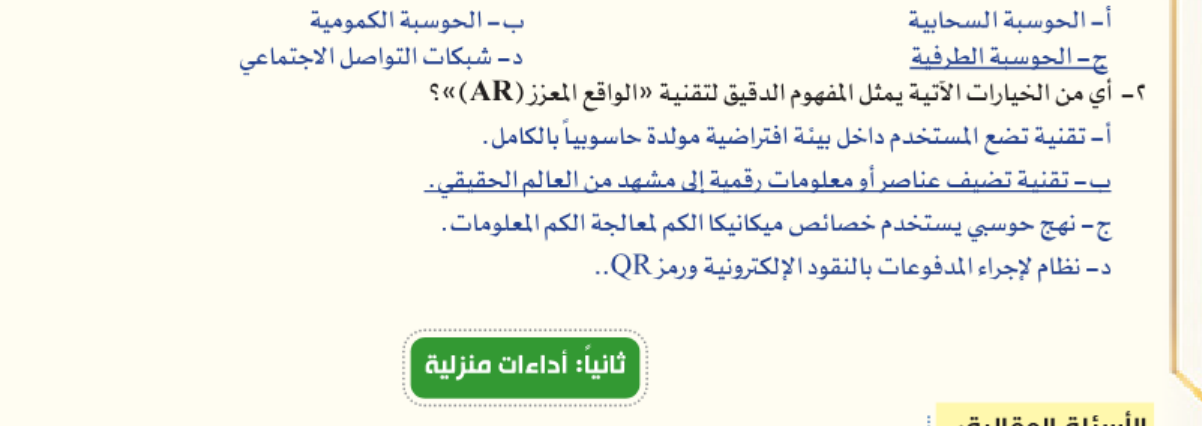 أ- الحوسبة السحابية ب- الحوسبة الكمومية
ج- الحوسبة الطرفية د- شبكات التواصل الاجتماعي
٢- أي من الخيارات الآتية يمثل المفهوم الدقيق لتقنية «الواقع المعزز (AR)»؟
أ- تقنية تضع المستخدم داخل بيئة افتراضية مولدة حاسوبياً بالكامل.
ب- تقنية تضيف عناصر أو معلومات رقمية إلى مشهد من العالم الحقيقي.
ج- نهج حوسبي يستخدم خصائص ميكانيكا الكم لمعالجة الكم المعلومات.
د- نظام لإجراء المدفوعات بالنقود الإلكترونية ورمز QR..
ثانياً: أداءات منزلية
الأسئلة المقالية